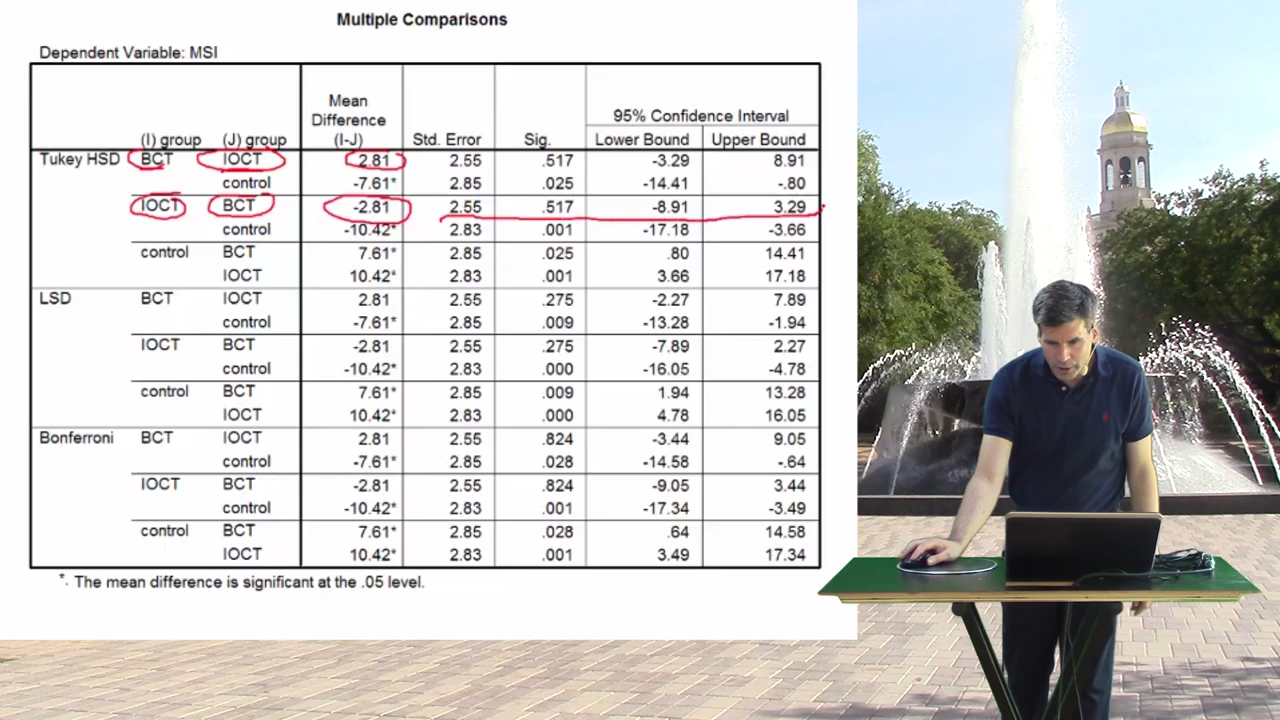 Multiple Comparisons
Dependent Variable: MSI
Mean
Difference
(I-J)
95% Confidence Interval
(I) group (J) group Std. Error Sig. Lower Bound Upper Bound
Tukey HSD BCT IOCT 2.81 2.55 .517 -3.29 8.91
control -7.61* 2.85 .025 -14.41 -.80
IOCT BCT -2.81 2.55 .517 -8.91 3.29
control -10.42* 2.83 .001 -17.18 -3.66
control BCT 7.61* 2.85 .025 .80 14.41
IOCT 10.42* 2.83 .001 3.66 17.18
LSD BCT IOCT 2.81 2.55 .275 -2.27 7.89
control -7.61* 2.85 .009 -13.28 -1.94
IOCT BCT -2.81 2.55 .275 -7.89 2.27
control -10.42* 2.83 .000 -16.05 -4.78
control BCT 7.61* 2.85 .009 1.94 13.28
IOCT 10.42* 2.83 .000 4.78 16.05
Bonferroni BCT IOCT 2.81 2.55 .824 -3.44 9.05
control -7.61* 2.85 .028 -14.58 -.64
IOCT BCT -2.81 2.55 .824 -9.05 3.44
control -10.42* 2.83 .001 -17.34 -3.49
control BCT 7.61* 2.85 .028 .64 14.58
IOCT 10.42* 2.83 .001 3.49 17.34
*. The mean difference is significant at the .05 level.